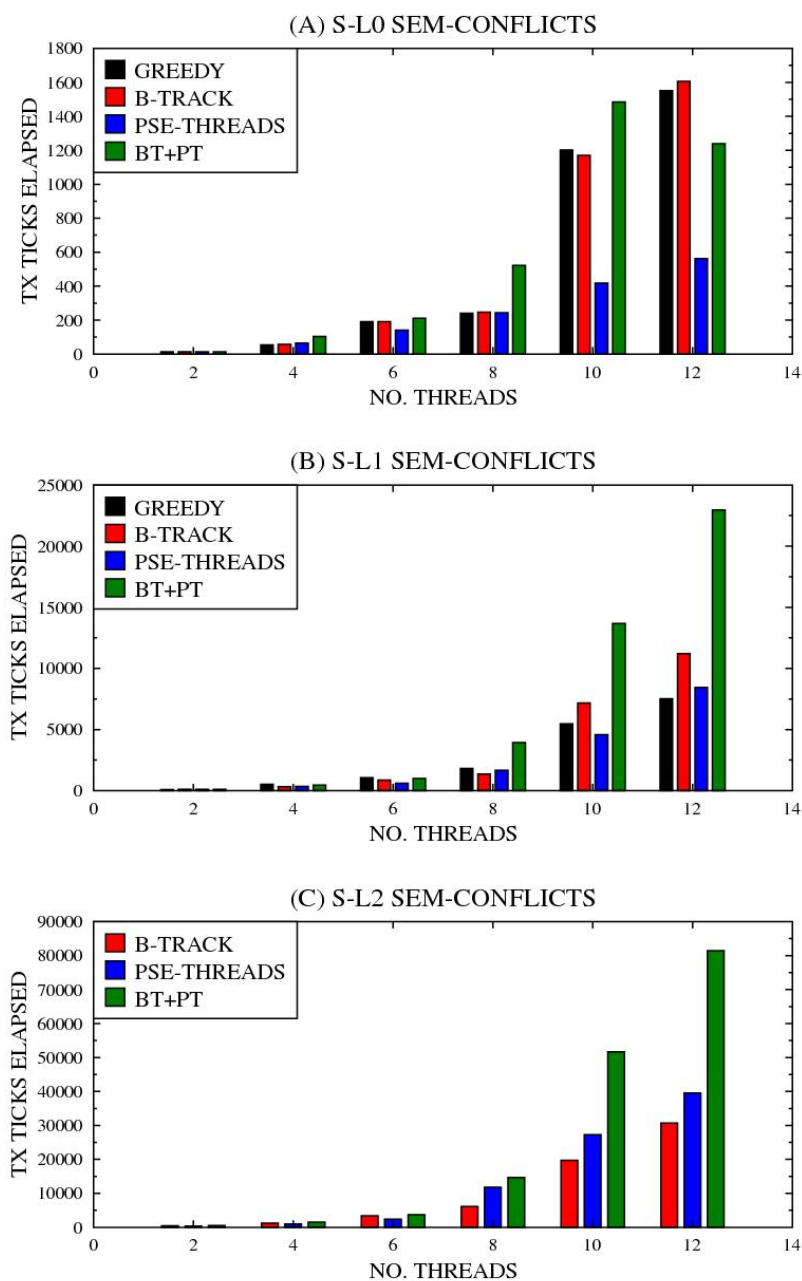 (A) S-L0 SEM-CONFLICTS
1800
1600
1400
1200
1000
800
600
400
200
0
TX TICKS ELAPSED
GREEDY
B-TRACK
PSE-THREADS
BT+PT
0 2 4 6 8 10 12 14
NO. THREADS
(B) S-L1 SEM-CONFLICTS
25000
20000
15000
10000
5000
0
TX TICKS ELAPSED
GREEDY
B-TRACK
PSE-THREADS
BT+PT
0 2 4 6 8 10 12 14
NO. THREADS
(C) S-L2 SEM-CONFLICTS
90000
80000
70000
60000
50000
40000
30000
20000
10000
0
TX TICKS ELAPSED
B-TRACK
PSE-THREADS
BT+PT
0 2 4 6 8 10 12 14
NO. THREADS